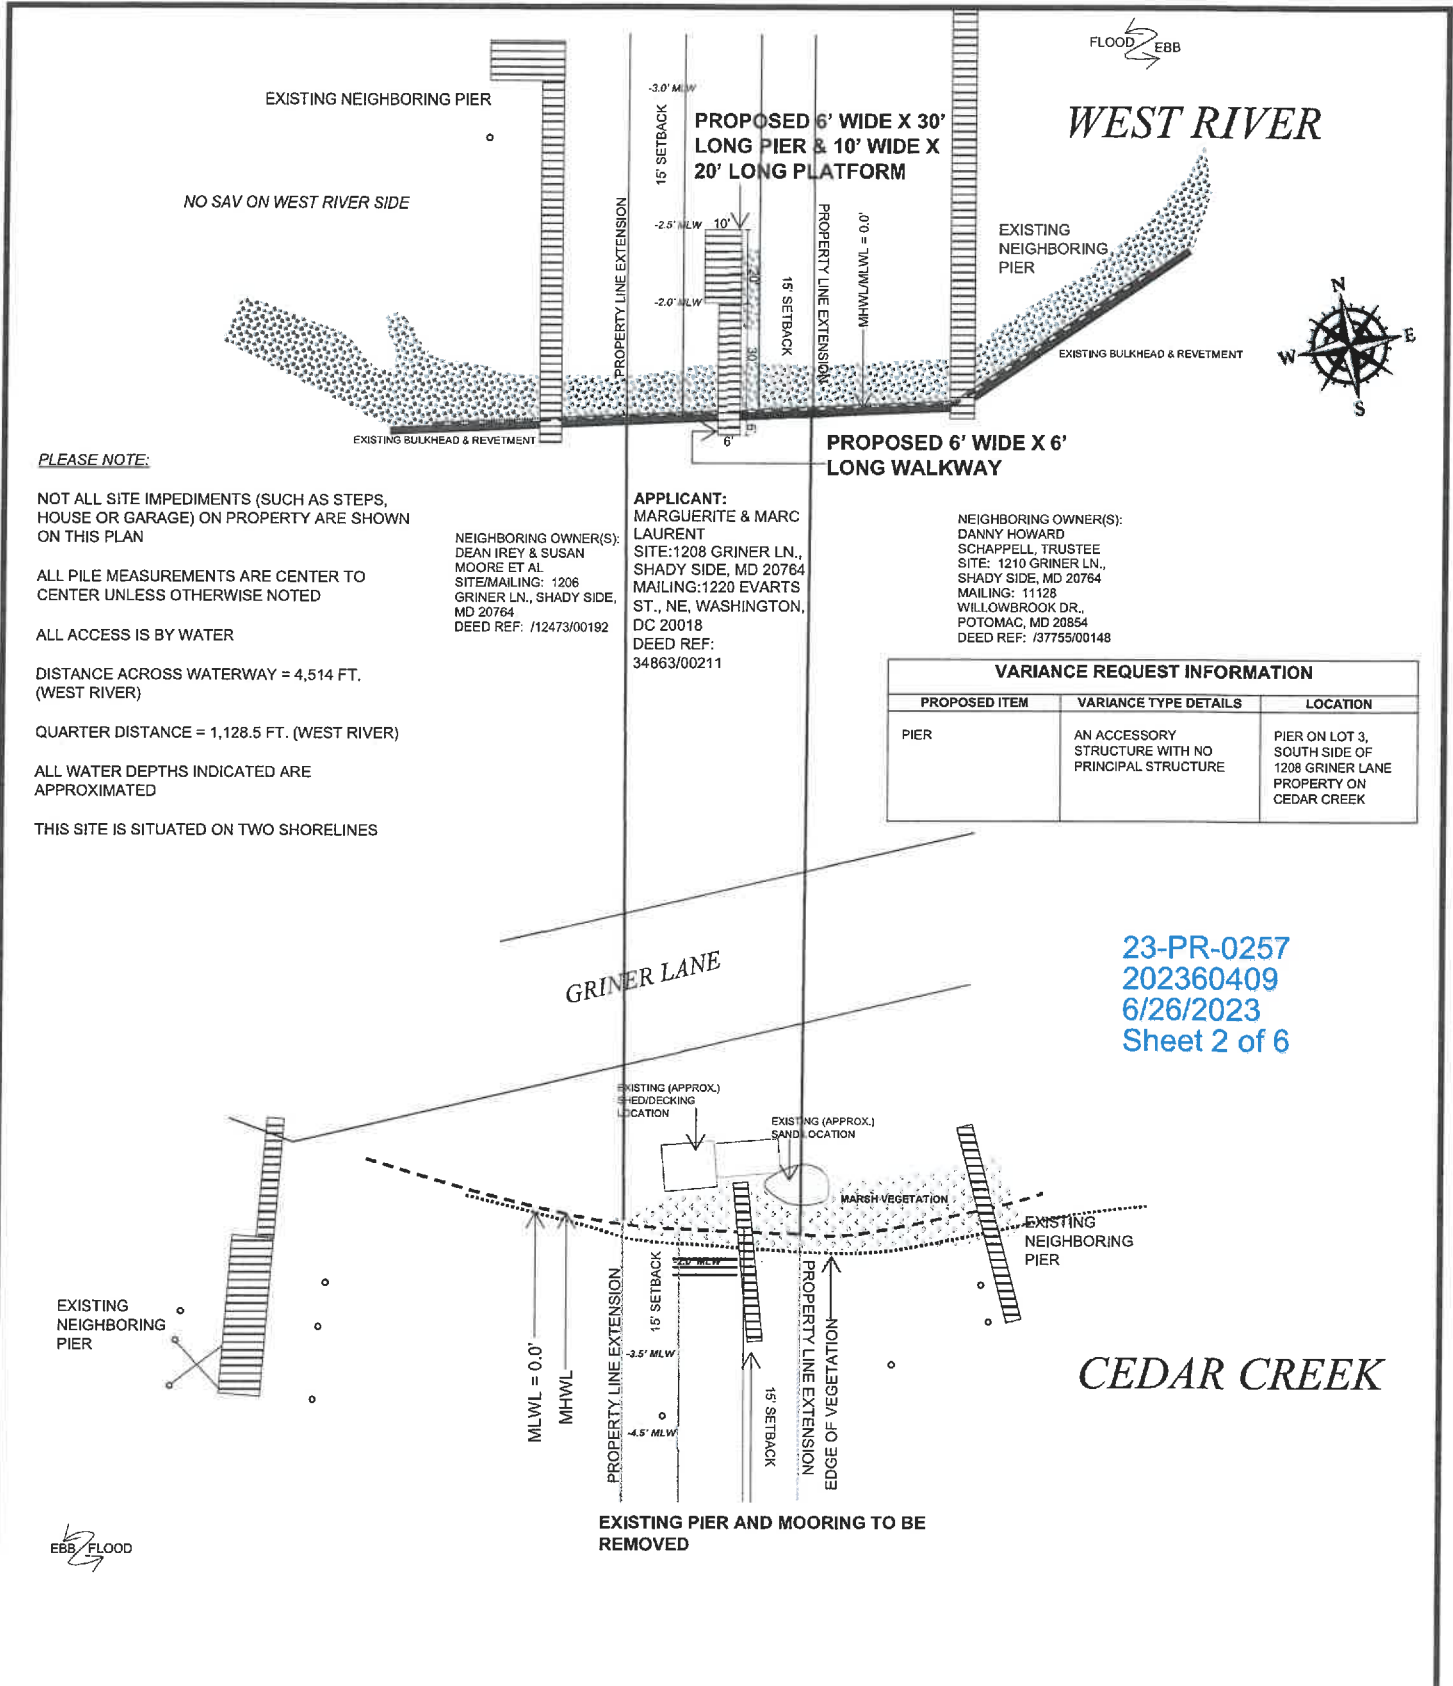 FLOOD EBB
WEST RIVER
EXISTING NEIGHBORING PIER
-3.0' MLW
15' SETBACK
PROPOSED 6' WIDE X 30'
LONG PIER & 10' WIDE X
20' LONG PLATFORM
NO SAV ON WEST RIVER SIDE
PROPERTY LINE EXTENSION
-2.5' MLW
10'
20'
-2.0' MLW
30'
15' SETBACK
PROPERTY LINE EXTENSION
MHWL/MLWL = 0.0'
EXISTING
NEIGHBORING
PIER
N
E
W
S
EXISTING BULKHEAD & REVETMENT
EXISTING BULKHEAD & REVETMENT
6'
6'
PROPOSED 6' WIDE X 6'
LONG WALKWAY
PLEASE NOTE:
NOT ALL SITE IMPEDIMENTS (SUCH AS STEPS,
HOUSE OR GARAGE) ON PROPERTY ARE SHOWN
ON THIS PLAN
ALL PILE MEASUREMENTS ARE CENTER TO
CENTER UNLESS OTHERWISE NOTED
ALL ACCESS IS BY WATER
DISTANCE ACROSS WATERWAY = 4,514 FT.
(WEST RIVER)
QUARTER DISTANCE = 1,128.5 FT. (WEST RIVER)
ALL WATER DEPTHS INDICATED ARE
APPROXIMATED
THIS SITE IS SITUATED ON TWO SHORELINES
NEIGHBORING OWNER(S):
DEAN IREY & SUSAN
MOORE ET AL
SITE/MAILING: 1206
GRINER LN., SHADY SIDE,
MD 20764
DEED REF: /12473/00192
APPLICANT:
MARGUERITE & MARC
LAURENT
SITE:1208 GRINER LN.,
SHADY SIDE, MD 20764
MAILING:1220 EVARTS
ST., NE, WASHINGTON,
DC 20018
DEED REF:
34863/00211
NEIGHBORING OWNER(S):
DANNY HOWARD
SCHAPPELL, TRUSTEE
SITE: 1210 GRINER LN.,
SHADY SIDE, MD 20764
MAILING: 11128
WILLOWBROOK DR.,
POTOMAC, MD 20854
DEED REF: /37755/00148
VARIANCE REQUEST INFORMATION
PROPOSED ITEM VARIANCE TYPE DETAILS LOCATION
PIER
AN ACCESSORY
STRUCTURE WITH NO
PRINCIPAL STRUCTURE
PIER ON LOT 3,
SOUTH SIDE OF
1208 GRINER LANE
PROPERTY ON
CEDAR CREEK
GRINER LANE
23-PR-0257
202360409
6/26/2023
Sheet 2 of 6
EXISTING (APPROX.)
SHED/DECKING
LOCATION
EXISTING (APPROX.)
SAND LOCATION
MARSH VEGETATION
EXISTING
NEIGHBORING
PIER
EXISTING
NEIGHBORING
PIER
MLWL = 0.0'
MHWL
PROPERTY LINE EXTENSION
15' SETBACK
-2.0' MLW
-3.5' MLW
-4.5' MLW
15' SETBACK
PROPERTY LINE EXTENSION
EDGE OF VEGETATION
CEDAR CREEK
EXISTING PIER AND MOORING TO BE
REMOVED
EBB FLOOD